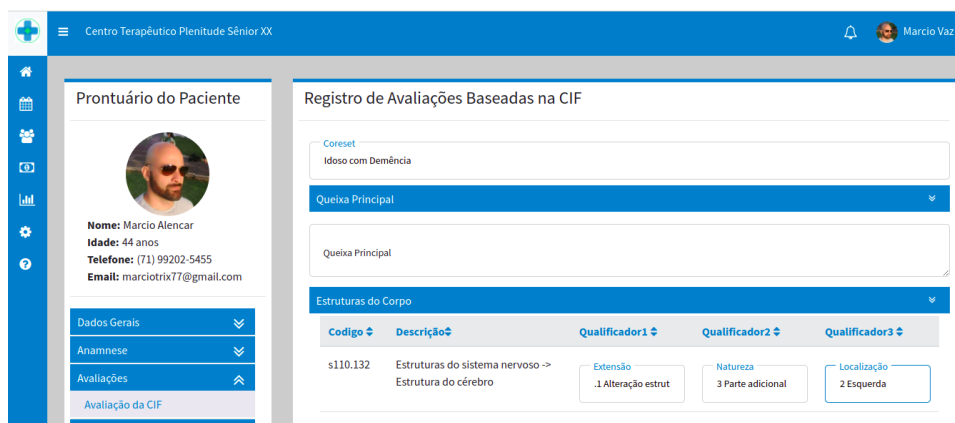 Centro Terapêutico Plenitude Sênior XX
Marcio Vaz
Prontuário do Paciente
Nome: Marcio Alencar
Idade: 44 anos
Telefone: (71) 99202-5455
Email: marciotrix77@gmail.com
Dados Gerais
Anamnese
Avaliações
Avaliação da CIF
Registro de Avaliações Baseadas na CIF
Coreset
Idoso com Demência
Queixa Principal
Queixa Principal
Estruturas do Corpo
Codigo Descrição Qualificador1 Qualificador2 Qualificador3
s110.132 Estruturas do sistema nervoso -> Extensão Natureza Localização
Estrutura do cérebro .1 Alteração estrut 3 Parte adicional 2 Esquerda